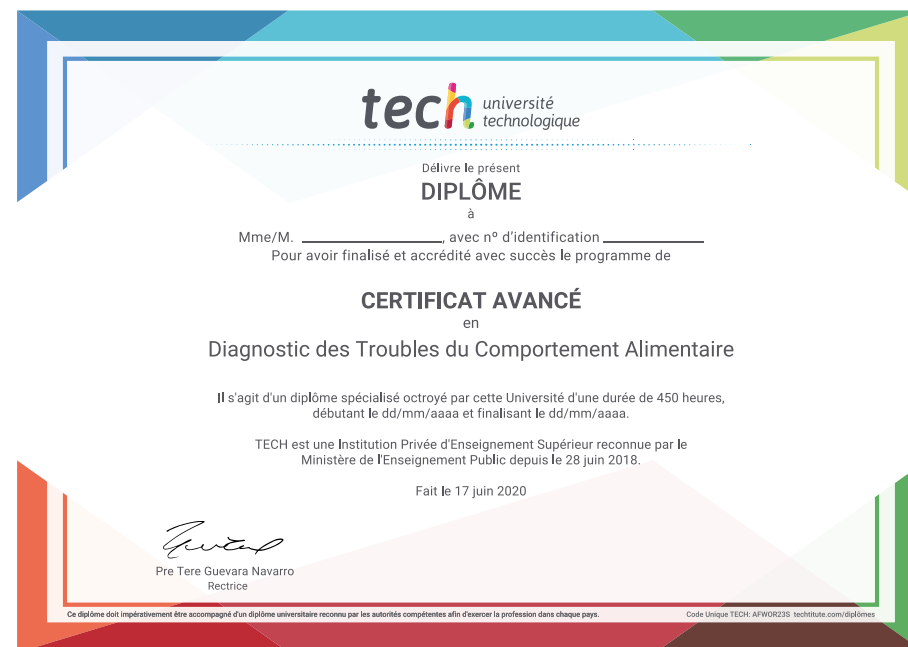 tech université
technologique
Délivre le présent
DIPLÔME
à
Mme/M. ____________________, avec nº d'identification ______________
Pour avoir finalisé et accrédité avec succès le programme de
CERTIFICAT AVANCÉ
en
Diagnostic des Troubles du Comportement Alimentaire
Il s'agit d'un diplôme spécialisé octroyé par cette Université d'une durée de 450 heures,
débutant le dd/mm/aaaa et finalisant le dd/mm/aaaa.
TECH est une Institution Privée d'Enseignement Supérieur reconnue par le
Ministère de l'Enseignement Public depuis le 28 juin 2018.
Fait le 17 juin 2020
Pre Tere Guevara Navarro
Rectrice
Ce diplôme doit impérativement être accompagné d'un diplôme universitaire reconnu par les autorités compétentes afin d'exercer la profession dans chaque pays.
Code Unique TECH: AFWOR23S techtitute.com/diplômes